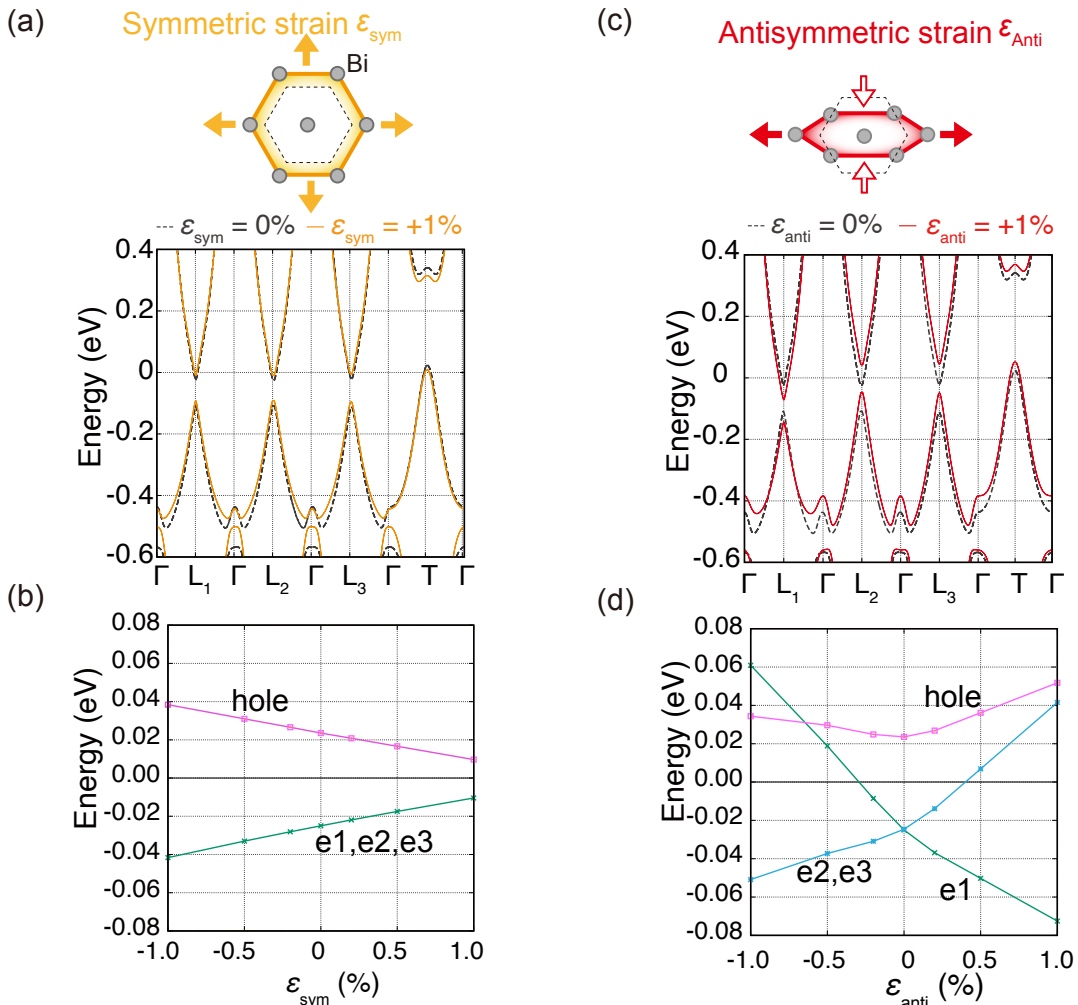 (a)
Symmetric strain εsym
Bi
εsym = 0% εsym = +1%
Energy (eV)
0.4
0.2
0
-0.2
-0.4
-0.6
Γ L1 Γ L2 Γ L3 Γ T Γ
(b)
Energy (eV)
0.08
0.06
0.04
0.02
0.00
-0.02
-0.04
-0.06
-0.08
hole
e1,e2,e3
-1.0 -0.5 0 0.5 1.0
εsym (%)
(c)
Antisymmetric strain εAnti
εanti = 0% εanti = +1%
Energy (eV)
0.4
0.2
0
-0.2
-0.4
-0.6
Γ L1 Γ L2 Γ L3 Γ T Γ
(d)
Energy (eV)
0.08
0.06
0.04
0.02
0.00
-0.02
-0.04
-0.06
-0.08
hole
e2,e3
e1
-1.0 -0.5 0 0.5 1.0
εanti (%)